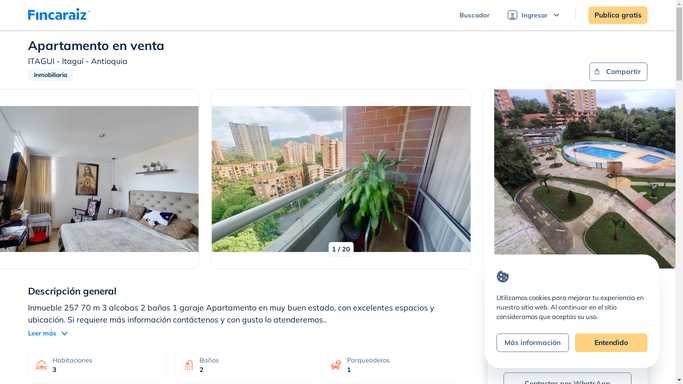 Fincaraiz
Buscador
Ingresar
Publica gratis
Apartamento en venta
ITAGUI - Itaguí - Antioquia
Inmobiliaria
Compartir
1 / 20
Descripción general
Inmueble 257 70 m 3 alcobas 2 baños 1 garaje Apartamento en muy buen estado, con excelentes espacios y
ubicación. Si requiere más información contáctenos y con gusto lo atenderemos..
Leer más
Habitaciones
3
Baños
2
Parqueaderos
1
Utilizamos cookies para mejorar tu experiencia en
nuestro sitio web. Al continuar en el sitio
consideramos que aceptas su uso.
Más información
Entendido
Contactar por WhatsApp